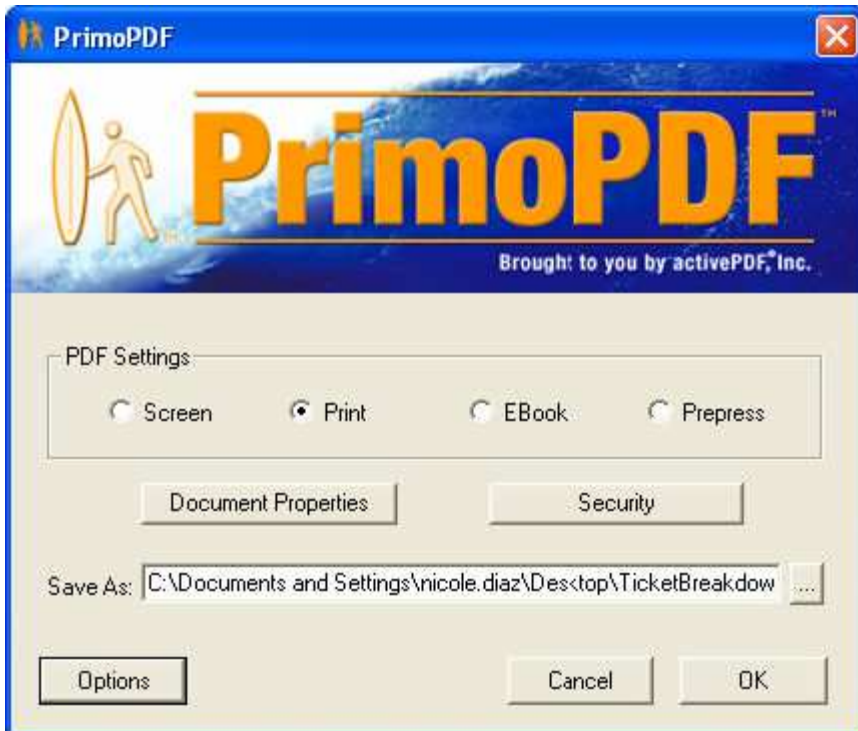 PrimoPDF
PrimoPDF™
Brought to you by activePDF,® Inc.
PDF Settings
Screen Print EBook Prepress
Document Properties Security
Save As: C:\Documents and Settings\nicole.diaz\Desktop\TicketBreakdow ...
Options Cancel OK